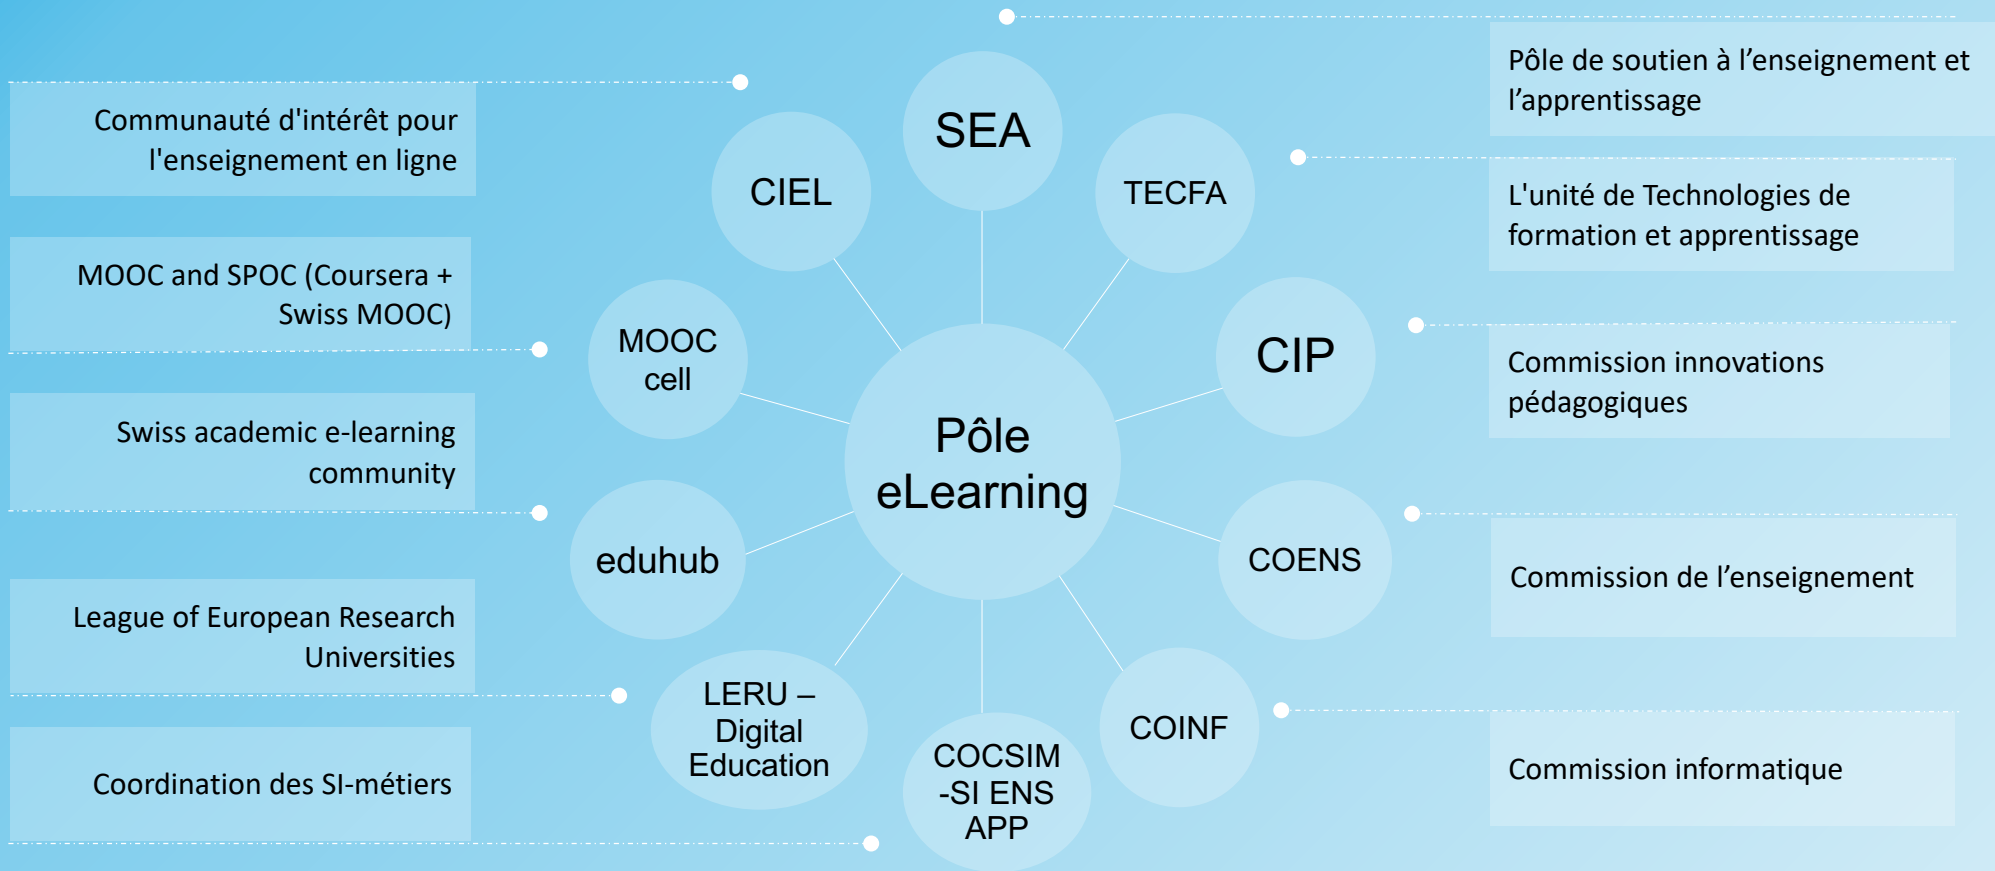 Pôle de soutien à l’enseignement et
l’apprentissage
Communauté d'intérêt pour
l'enseignement en ligne
SEA
CIEL
TECFA
L'unité de Technologies de
formation et apprentissage
MOOC and SPOC (Coursera +
Swiss MOOC)
MOOC
cell
CIP
Commission innovations
pédagogiques
Swiss academic e-learning
community
Pôle
eLearning
eduhub
COENS
Commission de l’enseignement
League of European Research
Universities
LERU –
Digital
Education
COINF
Commission informatique
Coordination des SI-métiers
COCSIM
-SI ENS
APP